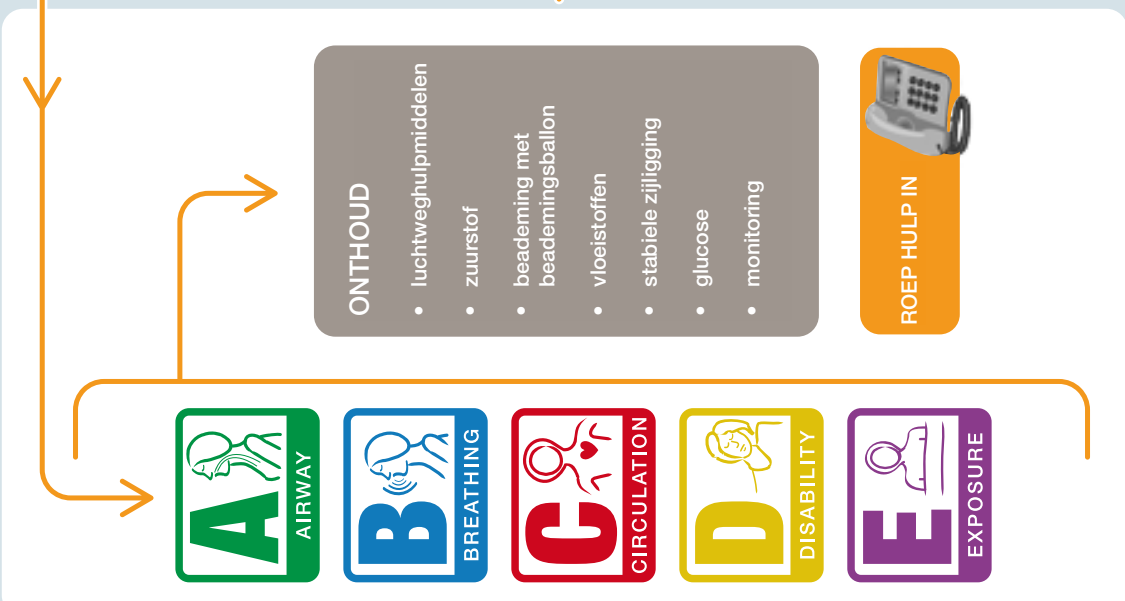 A
AIRWAY
B
BREATHING
C
CIRCULATION
D
DISABILITY
E
EXPOSURE
ONTHOUD
• luchtweghulpmiddelen
• zuurstof
• beademing met
beademingsballon
• vloeistoffen
• stabiele zijligging
• glucose
• monitoring
ROEP HULP IN